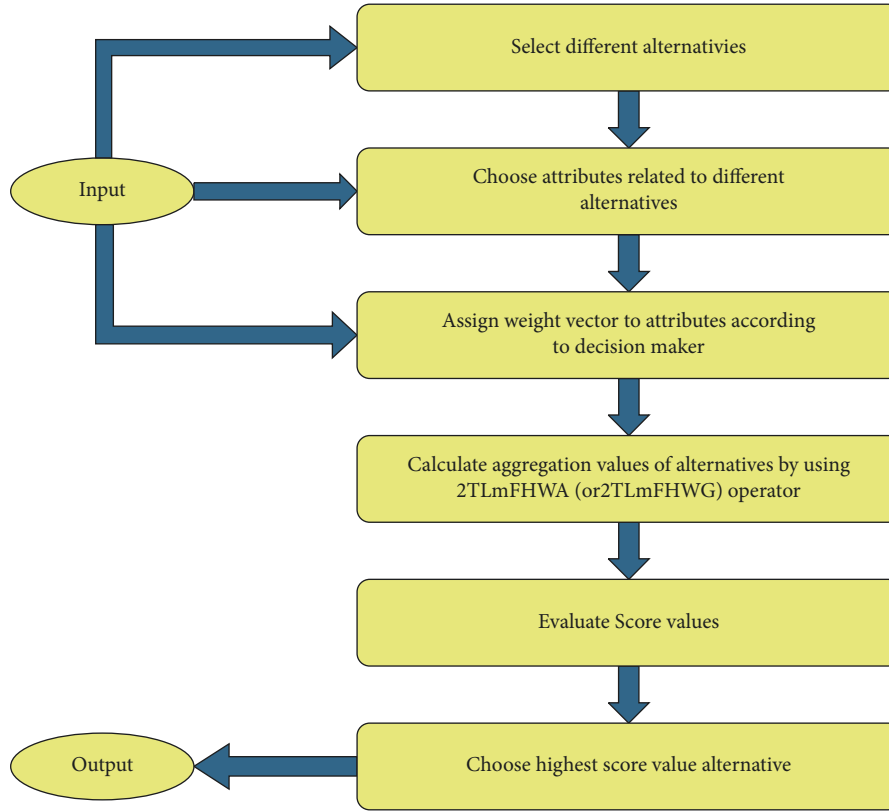 Select different alternativies
Input
Choose attributes related to different
alternatives
Assign weight vector to attributes according
to decision maker
Calculate aggregation values of alternatives by using
2TLmFHWA (or2TLmFHWG) operator
Evaluate Score values
Output
Choose highest score value alternative